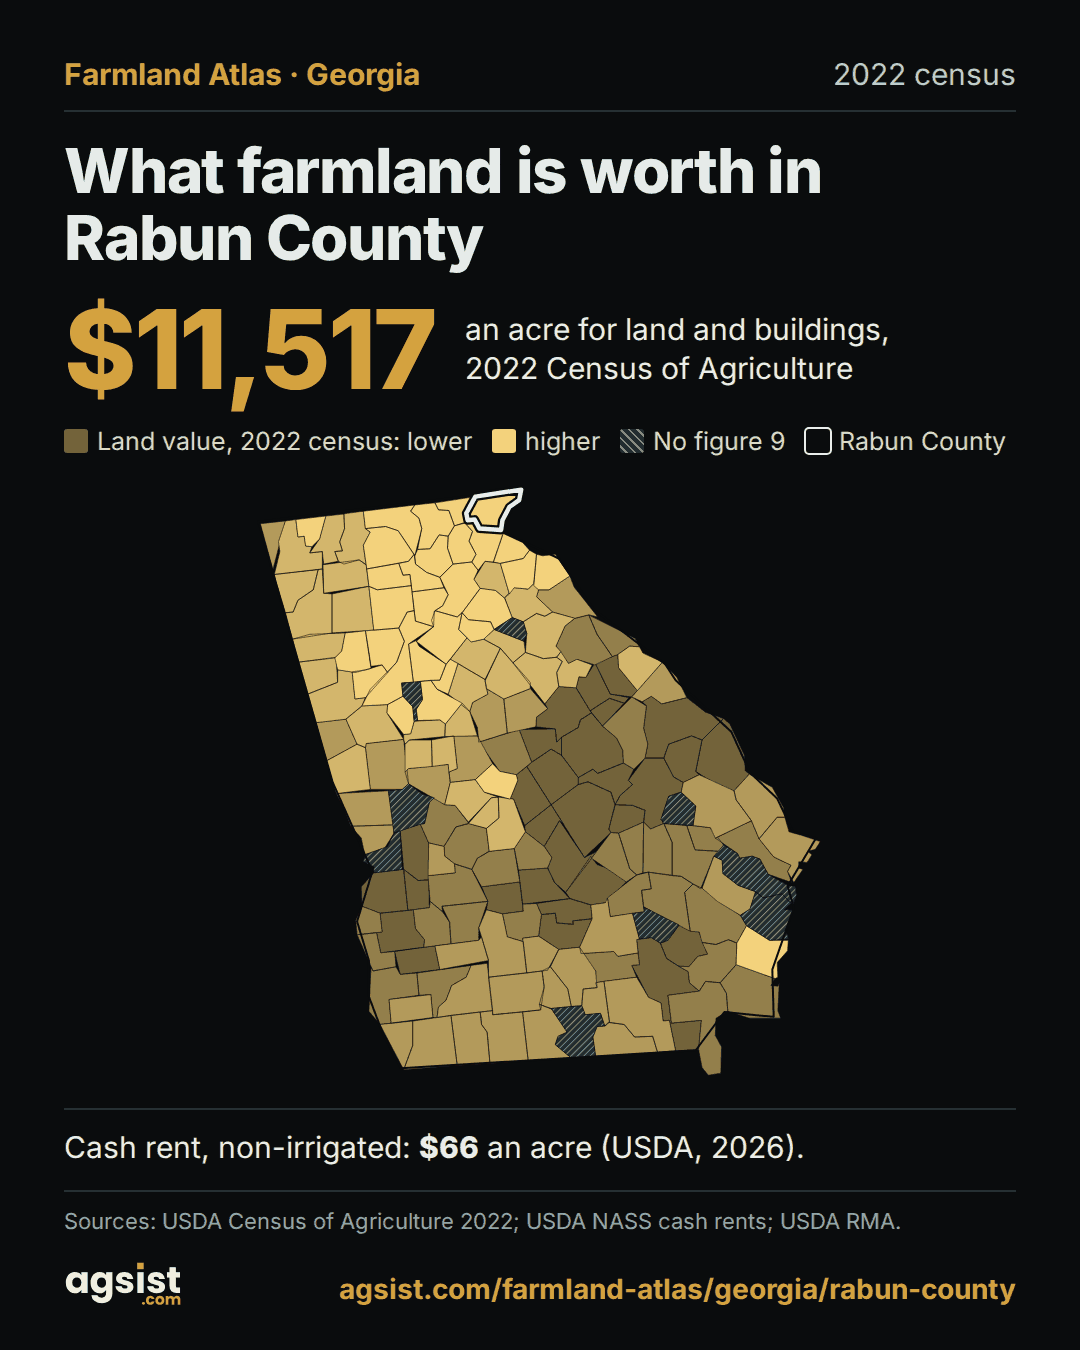 Farmland Atlas · Georgia
2022 census
What farmland is worth in
Rabun County
$11,517
an acre for land and buildings,
2022 Census of Agriculture
Land value, 2022 census: lower higher No figure 9 Rabun County
Cash rent, non-irrigated: $66 an acre (USDA, 2026).
Sources: USDA Census of Agriculture 2022; USDA NASS cash rents; USDA RMA.
agsist
.com
agsist.com/farmland-atlas/georgia/rabun-county